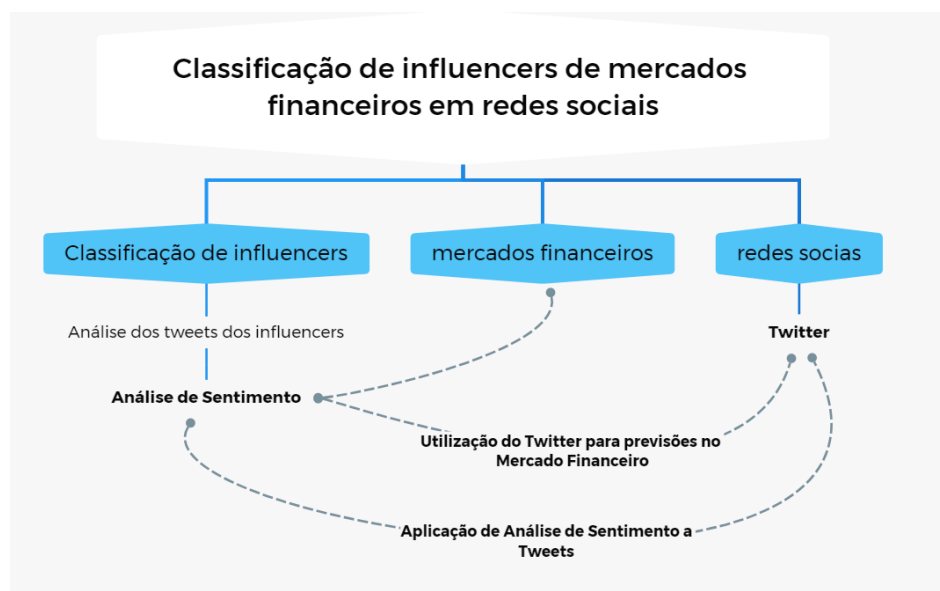 Classificação de influencers de mercados
financeiros em redes sociais
Classificação de influencers
mercados financeiros
redes socias
Análise dos tweets dos influencers
Twitter
Análise de Sentimento
Utilização do Twitter para previsões no
Mercado Financeiro
Aplicação de Análise de Sentimento a
Tweets